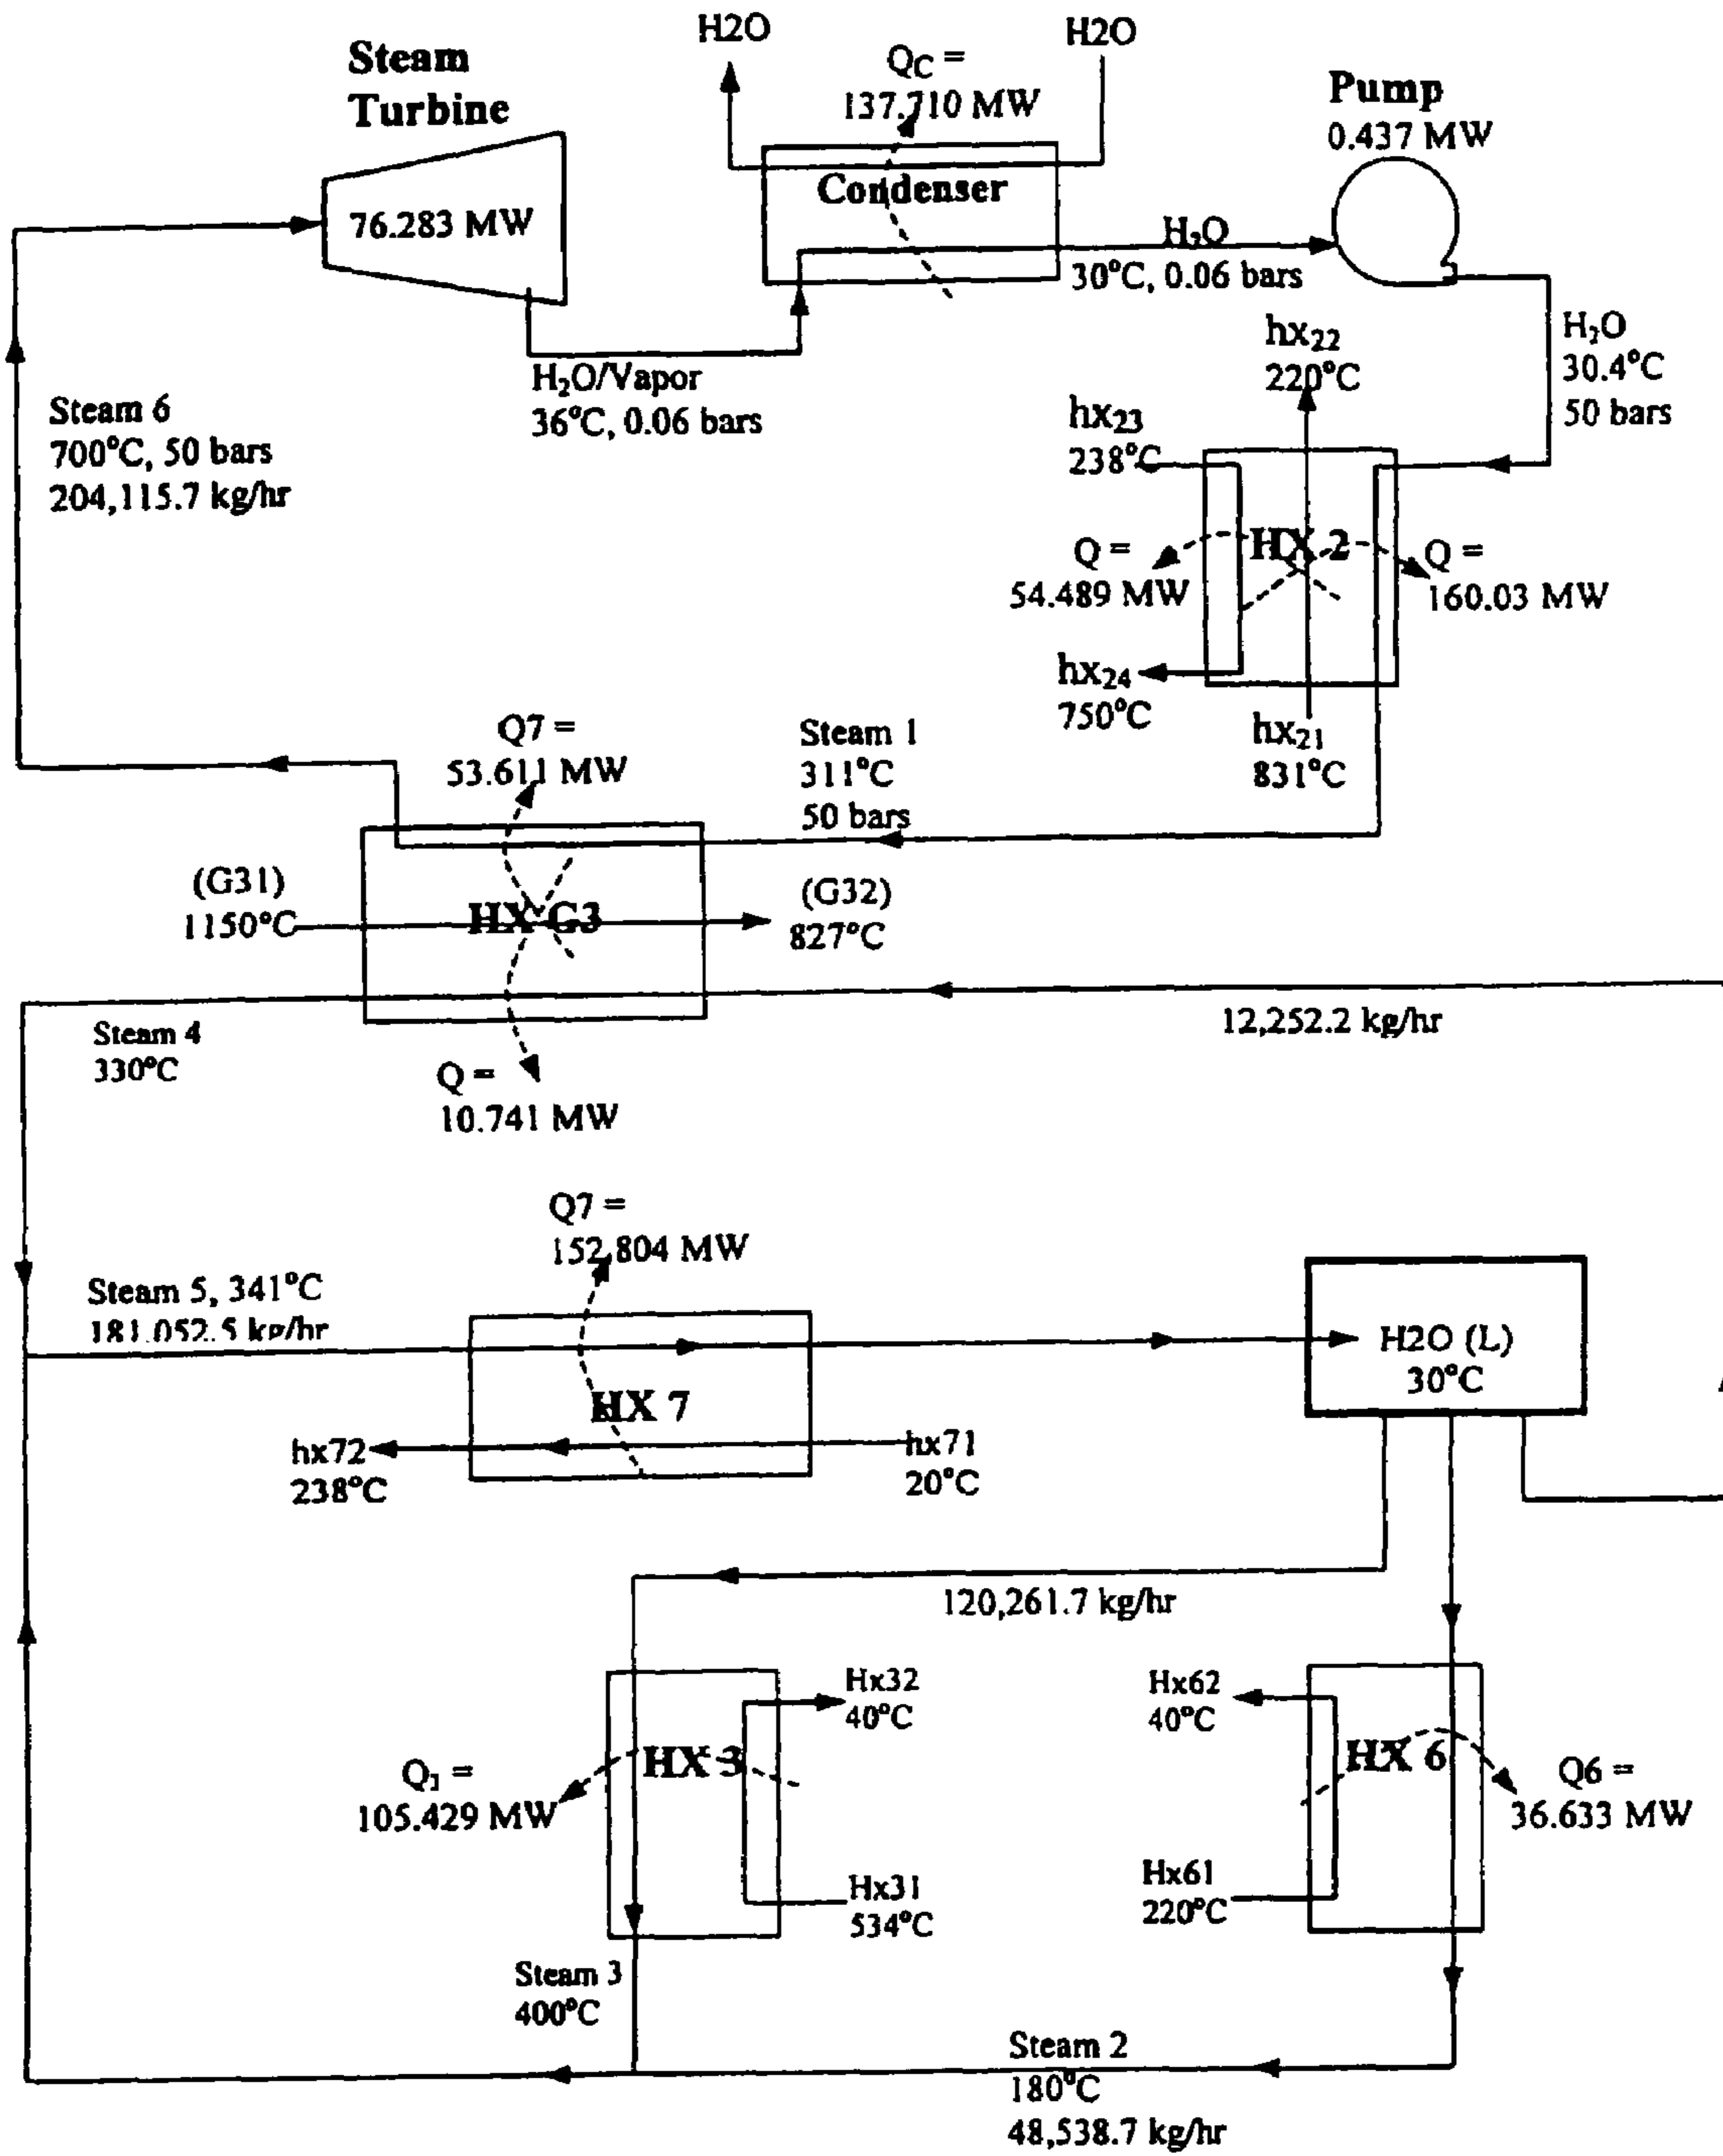 H2O
H2O
Steam
Turbine
QC =
137.710 MW
Pump
0.437 MW
76.283 MW
Condenser
H₂O
30°C, 0.06 bars
H₂O
30.4°C
50 bars
H₂O/Vapor
36°C, 0.06 bars
Steam 6
700°C, 50 bars
204,115.7 kg/hr
hx22
220°C
hx23
238°C
HX 2
Q =
54.489 MW
Q =
160.03 MW
hx24
750°C
hx21
831°C
Steam 1
311°C
50 bars
Q7 =
53.611 MW
(G31)
1150°C
HX G3
(G32)
827°C
12,252.2 kg/hr
Steam 4
330°C
Q =
10.741 MW
Q7 =
152.804 MW
Steam 5, 341°C
181,052.5 kg/hr
H2O (L)
30°C
HX 7
hx72
238°C
hx71
20°C
120,261.7 kg/hr
Hx32
40°C
Hx62
40°C
HX 3
HX 6
105.429 MW
Q6 =
36.633 MW
Hx31
534°C
Hx61
220°C
Steam 3
400°C
Steam 2
180°C
48,538.7 kg/hr